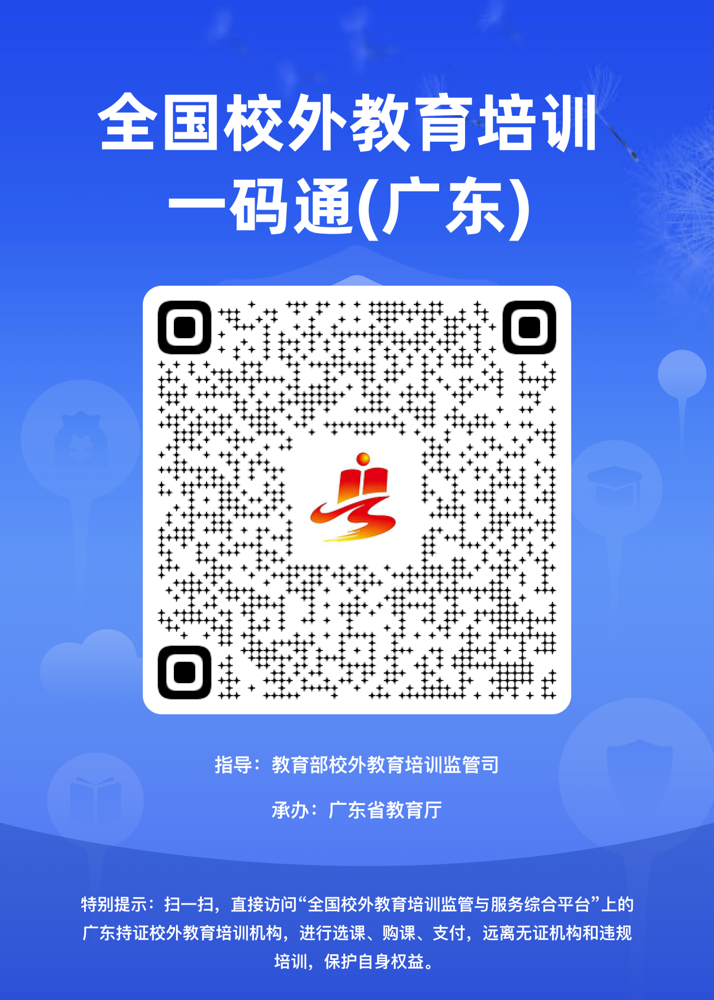 全国校外教育培训
一码通(广东)
指导：教育部校外教育培训监管司
承办：广东省教育厅
特别提示：扫一扫，直接访问“全国校外教育培训监管与服务综合平台”上的
广东持证校外教育培训机构，进行选课、购课、支付，远离无证机构和违规
培训，保护自身权益。